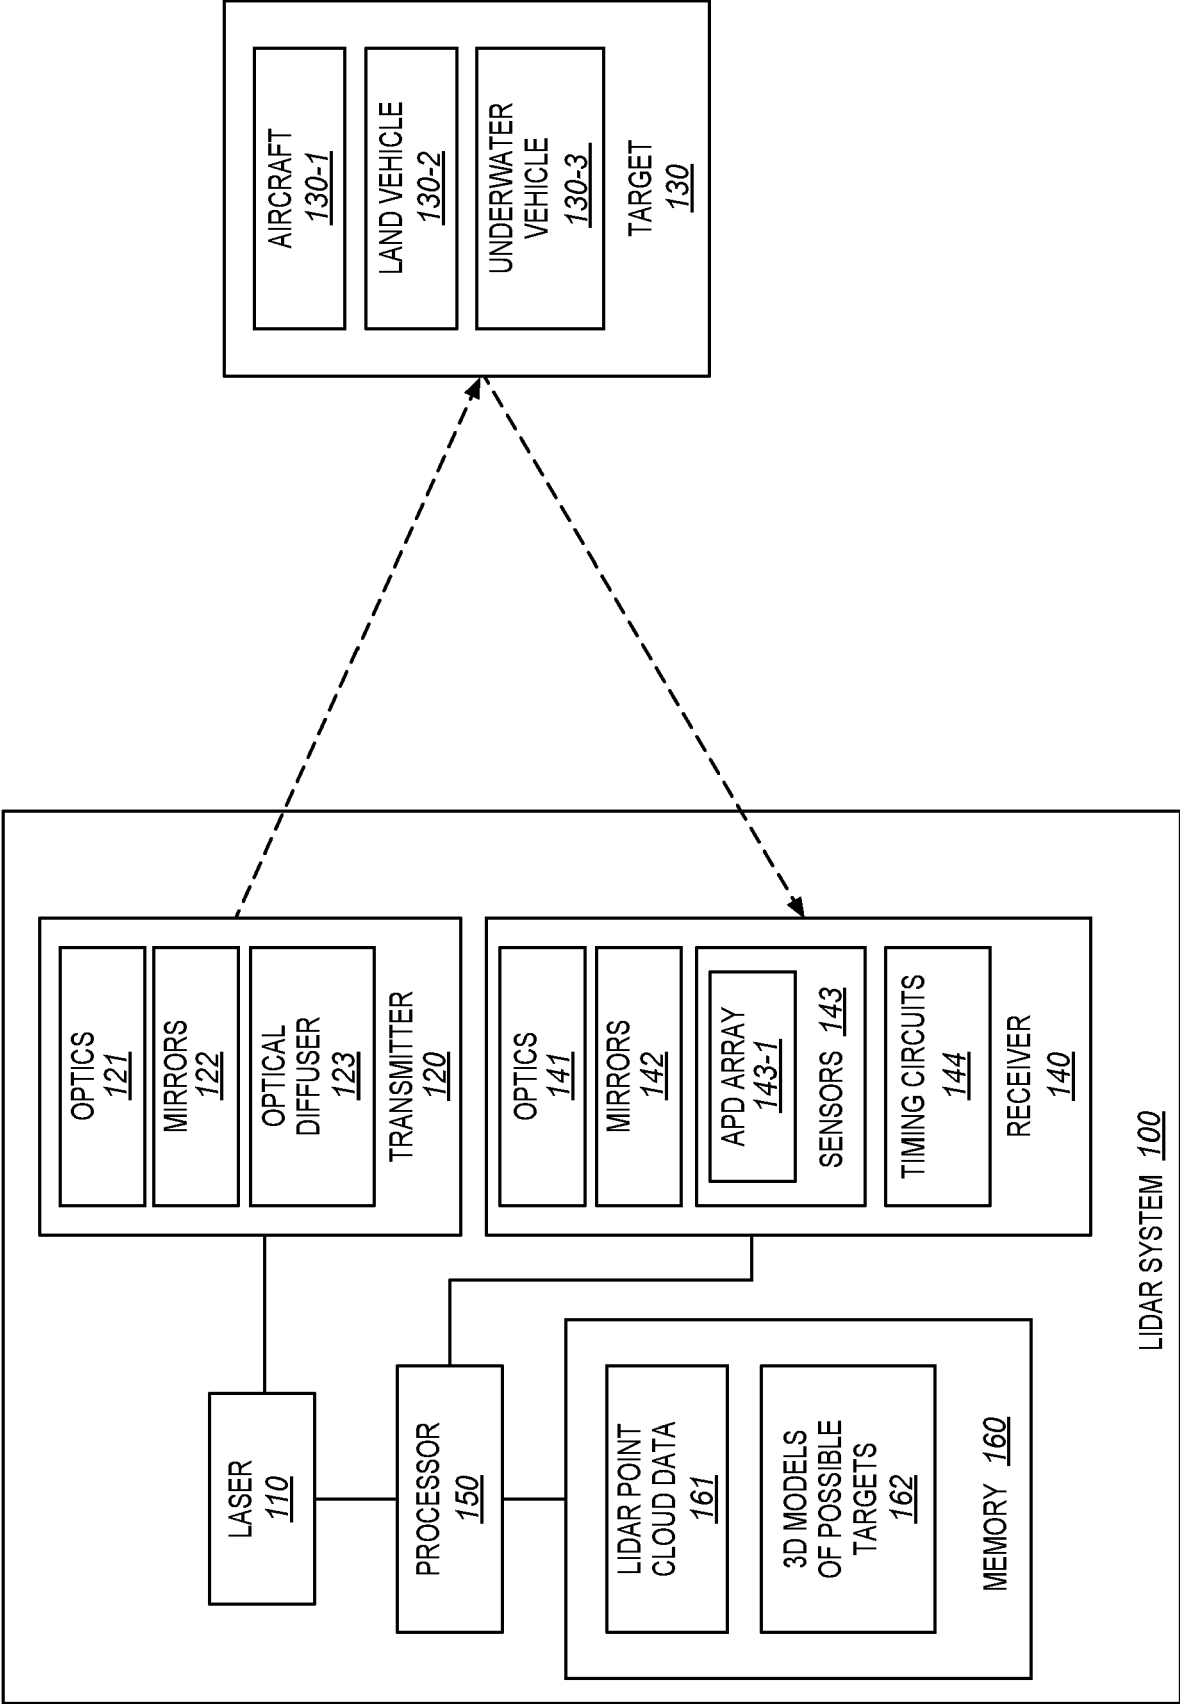 LASER
110
PROCESSOR
150
LIDAR POINT
CLOUD DATA
161
3D MODELS
OF POSSIBLE
TARGETS
162
MEMORY 160
OPTICS
121
MIRRORS
122
OPTICAL
DIFFUSER
123
TRANSMITTER
120
OPTICS
141
MIRRORS
142
APD ARRAY
143-1
SENSORS 143
TIMING CIRCUITS
144
RECEIVER
140
LIDAR SYSTEM 100
AIRCRAFT
130-1
LAND VEHICLE
130-2
UNDERWATER
VEHICLE
130-3
TARGET
130